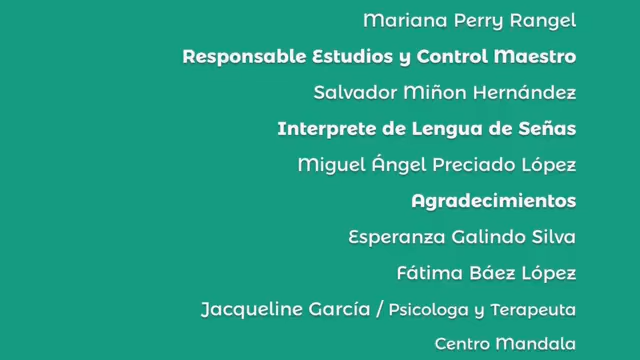 Mariana Perry Rangel
Responsable Estudios y Control Maestro
Salvador Miñon Hernández
Interprete de Lengua de Señas
Miguel Ángel Preciado López
Agradecimientos
Esperanza Galindo Silva
Fátima Báez López
Jacqueline García / Psicologa y Terapeuta
Centro Mandala